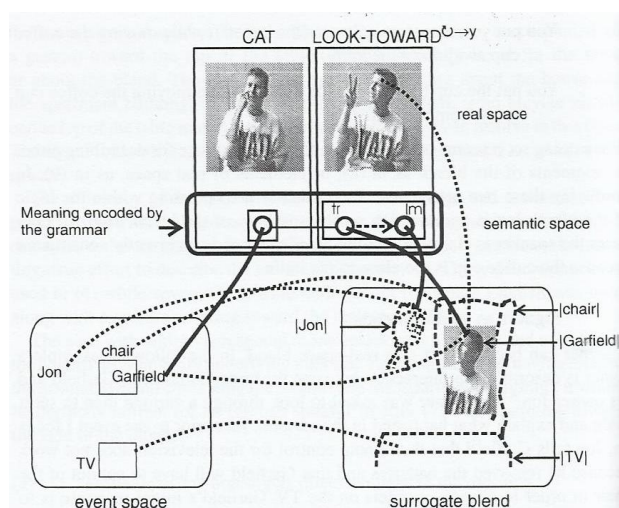 CAT LOOK-TOWARD↻→y
real space
Meaning encoded by
the grammar
tr lm
semantic space
|Jon|
|chair|
|Garfield|
Jon
chair
Garfield
TV
|TV|
event space surrogate blend